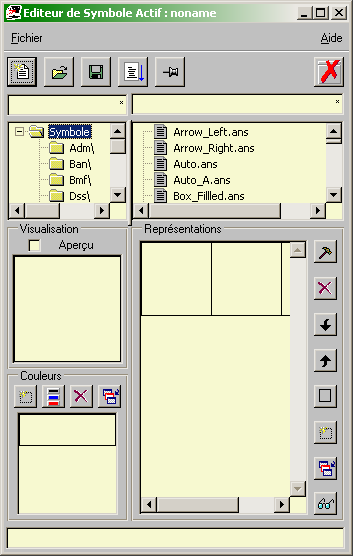 Editeur de Symbole Actif : noname
Fichier
Aide
Symbole
Adm\
Ban\
Bmf\
Dss\
Arrow_Left.ans
Arrow_Right.ans
Auto.ans
Auto_A.ans
Box_Fillled.ans
Visualisation
Aperçu
Représentations
Couleurs